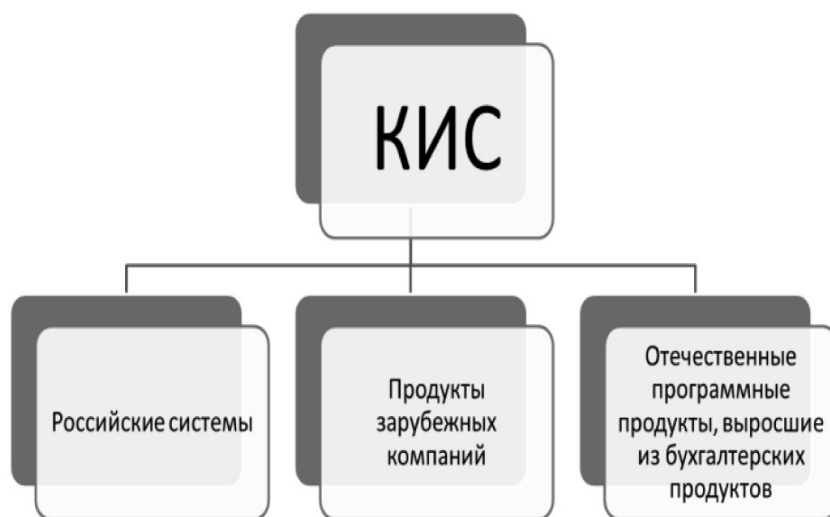 КИС
Российские системы
Продукты
зарубежных
компаний
Отечественные
программные
продукты, выросшие
из бухгалтерских
продуктов